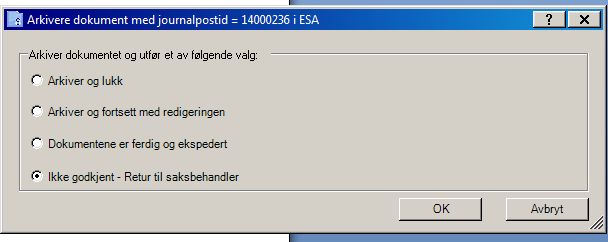 Arkivere dokument med journalpostid = 14000236 i ESA
Arkiver dokumentet og utfør et av følgende valg:
Arkiver og lukk
Arkiver og fortsett med redigeringen
Dokumentene er ferdig og ekspedert
Ikke godkjent - Retur til saksbehandler
OK Avbryt